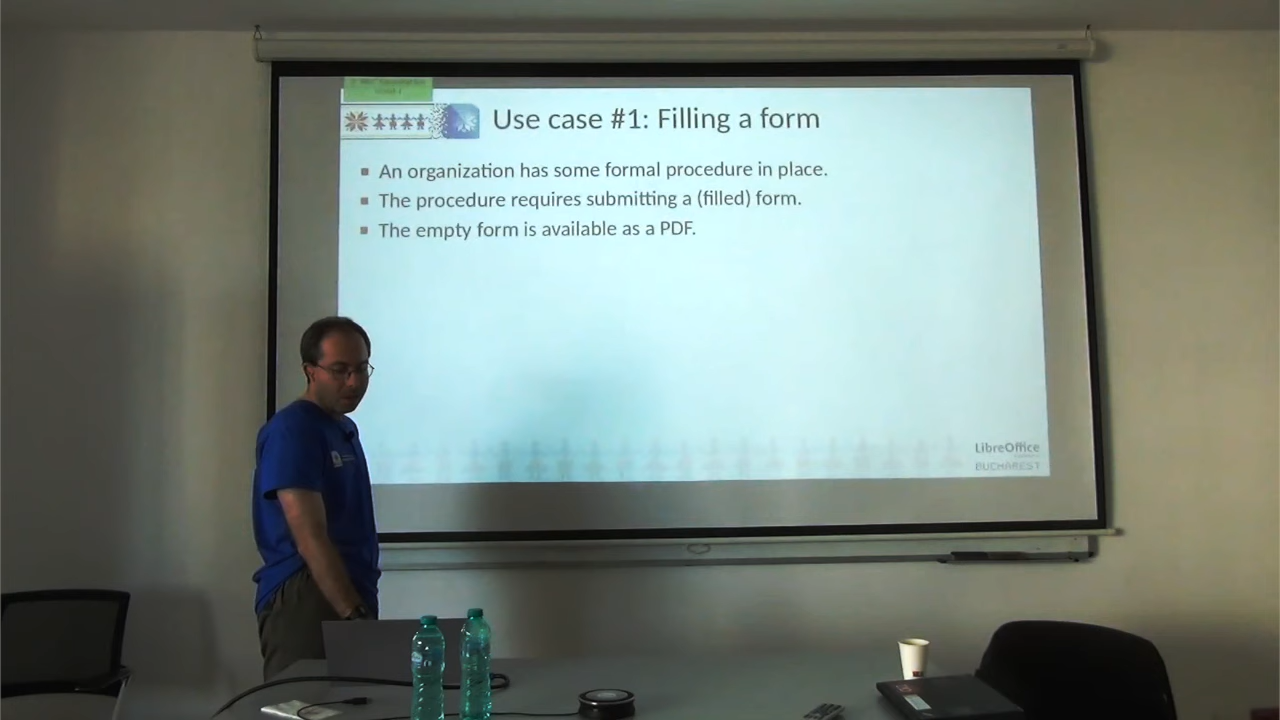 Use case #1: Filling a form
▪ An organization has some formal procedure in place.
▪ The procedure requires submitting a (filled) form.
▪ The empty form is available as a PDF.
LibreOffice
BUCHAREST